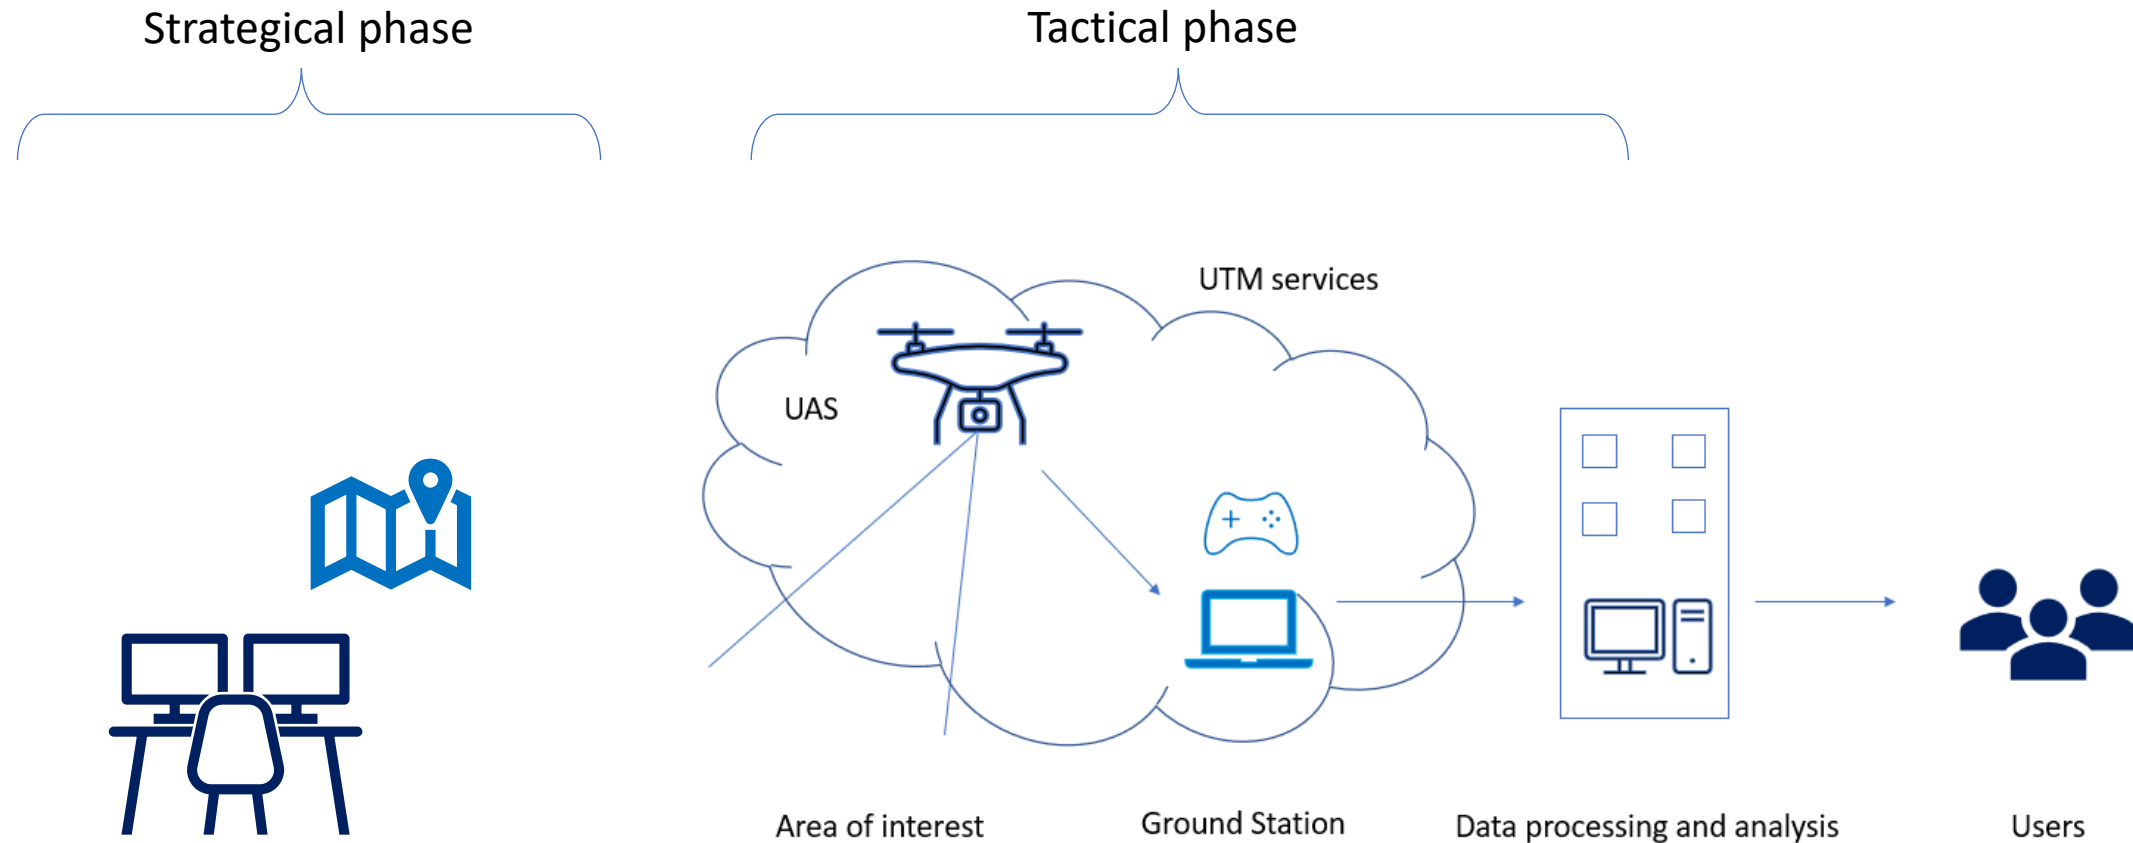 Strategical phase
Tactical phase
UTM services
UAS
Area of interest
Ground Station
Data processing and analysis
Users